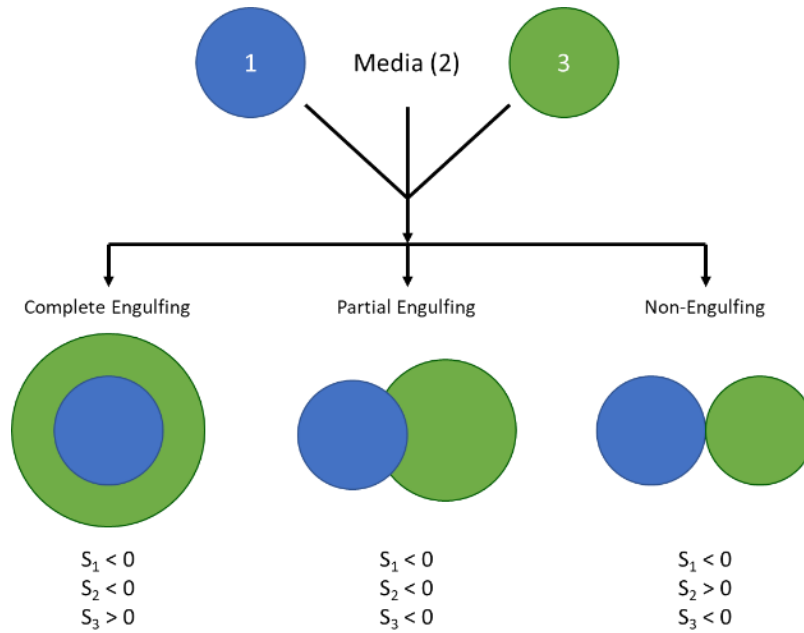 1 Media (2) 3
Complete Engulfing Partial Engulfing Non-Engulfing
S₁ < 0 S₁ < 0 S₁ < 0
S₂ < 0 S₂ < 0 S₂ > 0
S₃ > 0 S₃ < 0 S₃ < 0